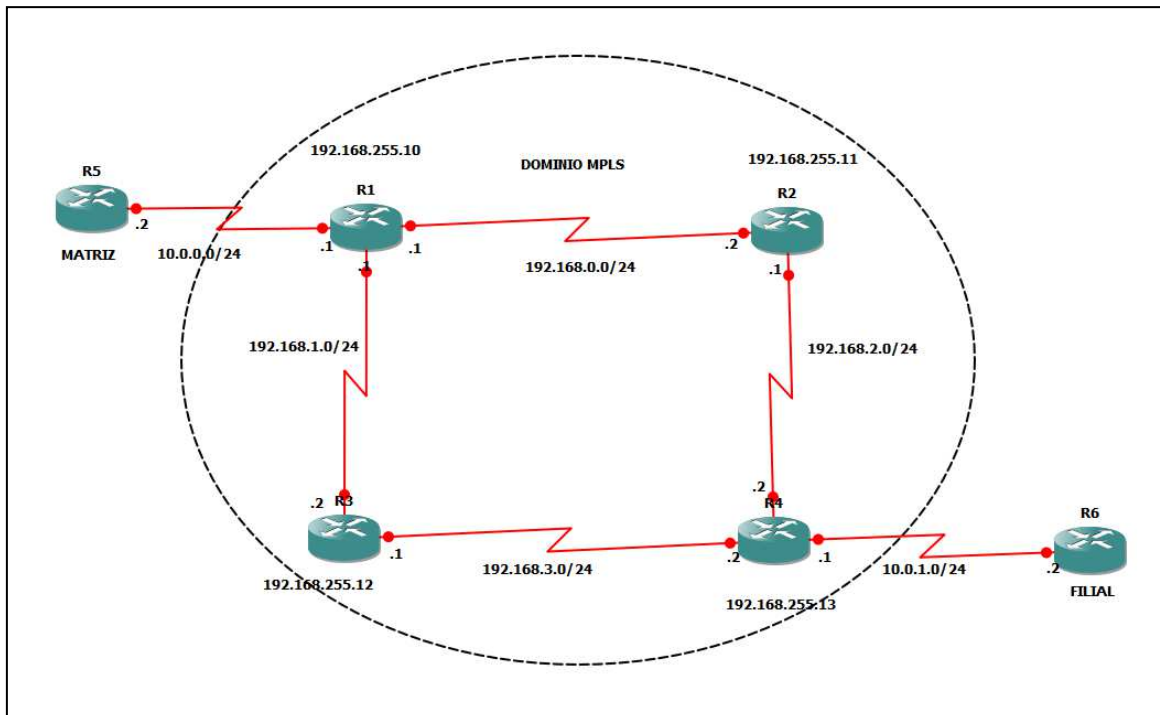 192.168.255.10
DOMINIO MPLS
192.168.255.11
R5
R1
R2
.2
.1
.1
.2
MATRIZ
10.0.0.0/24
.1
192.168.0.0/24
.1
192.168.1.0/24
192.168.2.0/24
.2
R3
.2
R4
R6
.1
192.168.3.0/24
.2
.1
10.0.1.0/24
.2
192.168.255.12
192.168.255.13
FILIAL